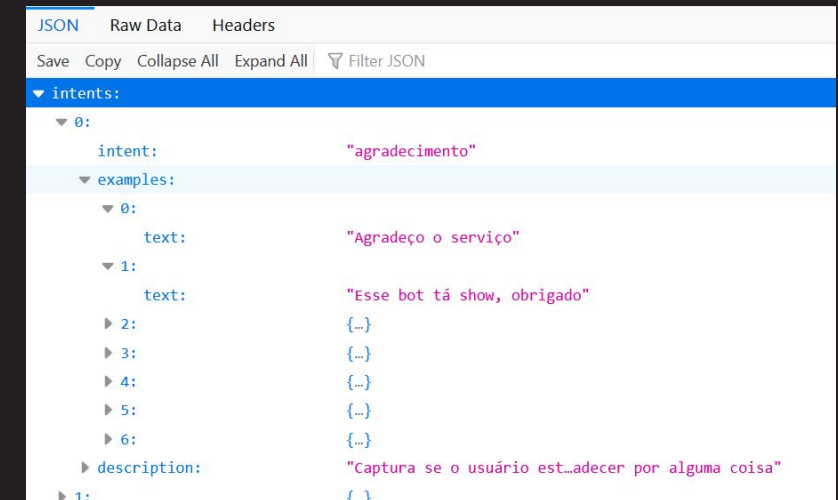 JSON Raw Data Headers
Save Copy Collapse All Expand All Filter JSON
intents:
0:
intent: "agradecimento"
examples:
0:
text: "Agradeço o serviço"
1:
text: "Esse bot tá show, obrigado"
2: {…}
3: {…}
4: {…}
5: {…}
6: {…}
description: "Captura se o usuário est…adecer por alguma coisa"
1: {…}